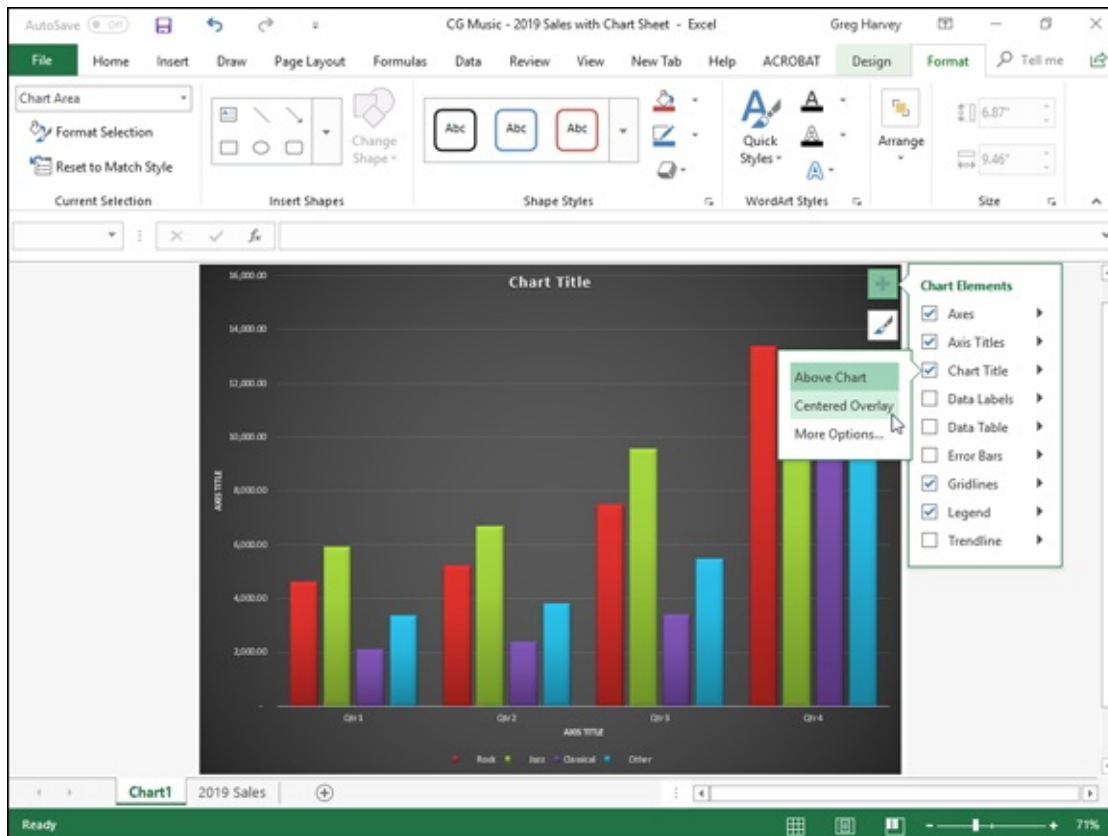 AutoSave Off CG Music - 2019 Sales with Chart Sheet - Excel Greg Harvey
File Home Insert Draw Page Layout Formulas Data Review View New Tab Help ACROBAT Design Format Tell me
Chart Area
Format Selection
Reset to Match Style
Change
Shape
Abc Abc Abc
Quick
Styles
Arrange
6.87"
9.46"
Current Selection Insert Shapes Shape Styles WordArt Styles Size
fx
Chart Title
16,000.00
14,000.00
12,000.00
10,000.00
8,000.00
6,000.00
4,000.00
2,000.00
-
AXIS TITLE
Qtr 1 Qtr 2 Qtr 3 Qtr 4
AXIS TITLE
Rock Jazz Classical Other
Above Chart
Centered Overlay
More Options...
Chart Elements
Axes
Axis Titles
Chart Title
Data Labels
Data Table
Error Bars
Gridlines
Legend
Trendline
Chart1 2019 Sales
Ready 71%